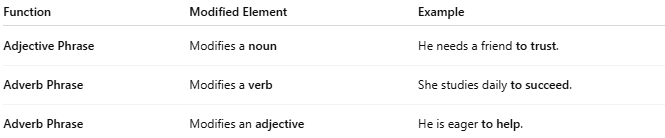 Function Modified Element Example
Adjective Phrase Modifies a noun He needs a friend to trust.
Adverb Phrase Modifies a verb She studies daily to succeed.
Adverb Phrase Modifies an adjective He is eager to help.